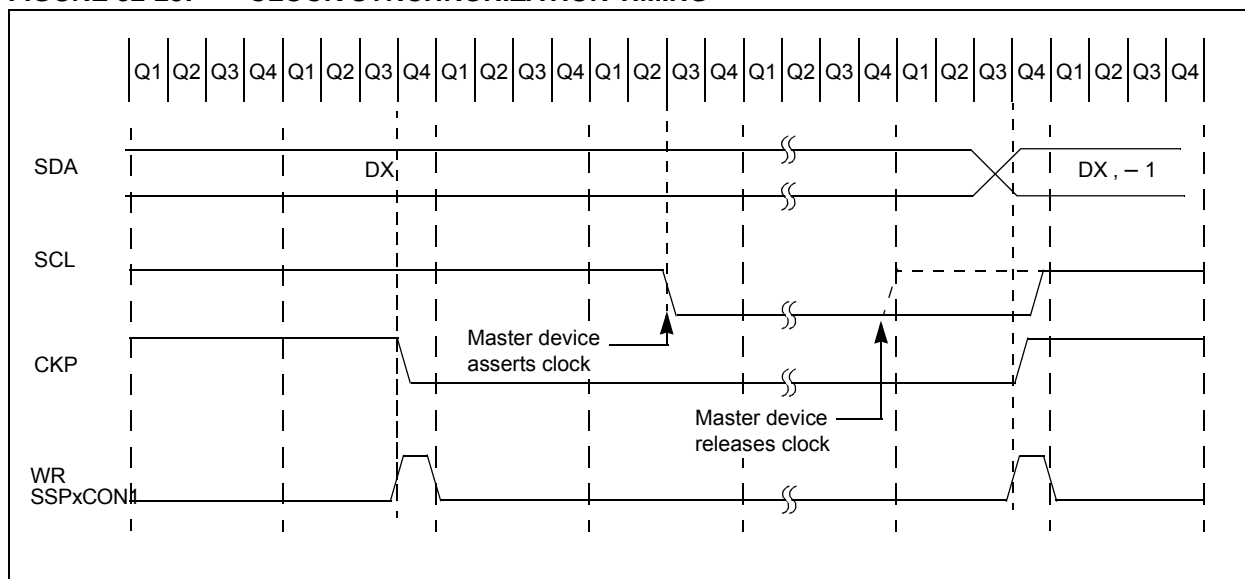 Q1 Q2 Q3 Q4 Q1 Q2 Q3 Q4 Q1 Q2 Q3 Q4 Q1 Q2 Q3 Q4 Q1 Q2 Q3 Q4 Q1 Q2 Q3 Q4 Q1 Q2 Q3 Q4
SDA
DX
DX , – 1
SCL
Master device
asserts clock
CKP
Master device
releases clock
WR
SSPxCON1